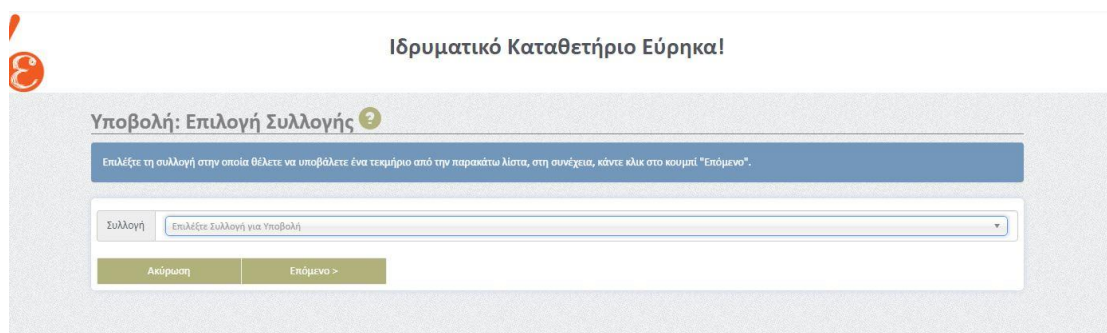 Ιδρυματικό Καταθετήριο Εύρηκα!
Υποβολή: Επιλογή Συλλογής ?
Επιλέξτε τη συλλογή στην οποία θέλετε να υποβάλετε ένα τεκμήριο από την παρακάτω λίστα, στη συνέχεια, κάντε κλικ στο κουμπί "Επόμενο".
Συλλογή Επιλέξτε Συλλογή για Υποβολή
Ακύρωση Επόμενο >